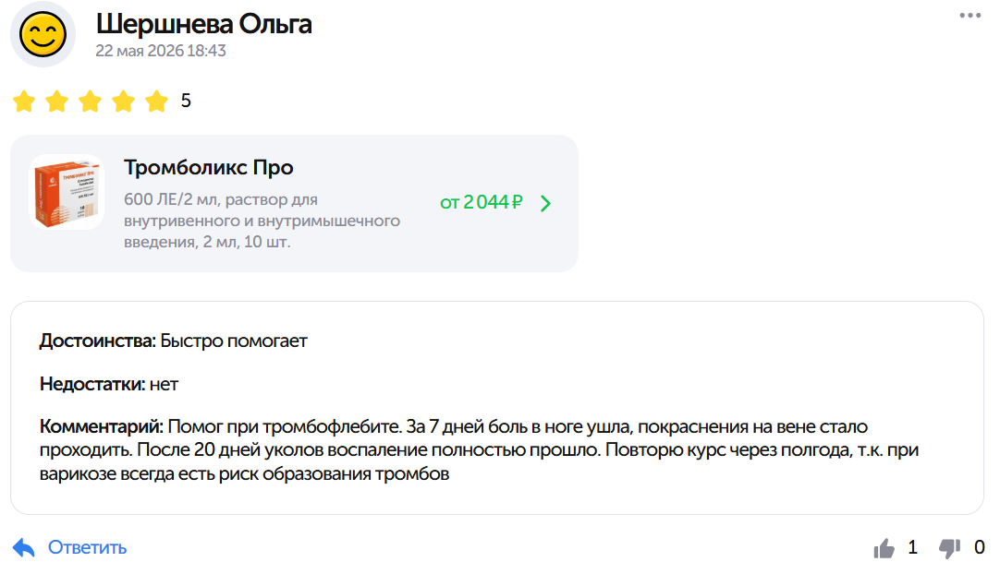 Шершнева Ольга
22 мая 2026 18:43
5
Тромболикс Про
600 ЛЕ/2 мл, раствор для
внутривенного и внутримышечного
введения, 2 мл, 10 шт.
от 2 044 ₽
Достоинства: Быстро помогает
Недостатки: нет
Комментарий: Помог при тромбофлебите. За 7 дней боль в ноге ушла, покраснения на вене стало
проходить. После 20 дней уколов воспаление полностью прошло. Повторю курс через полгода, т.к. при
варикозе всегда есть риск образования тромбов
Ответить
1
0